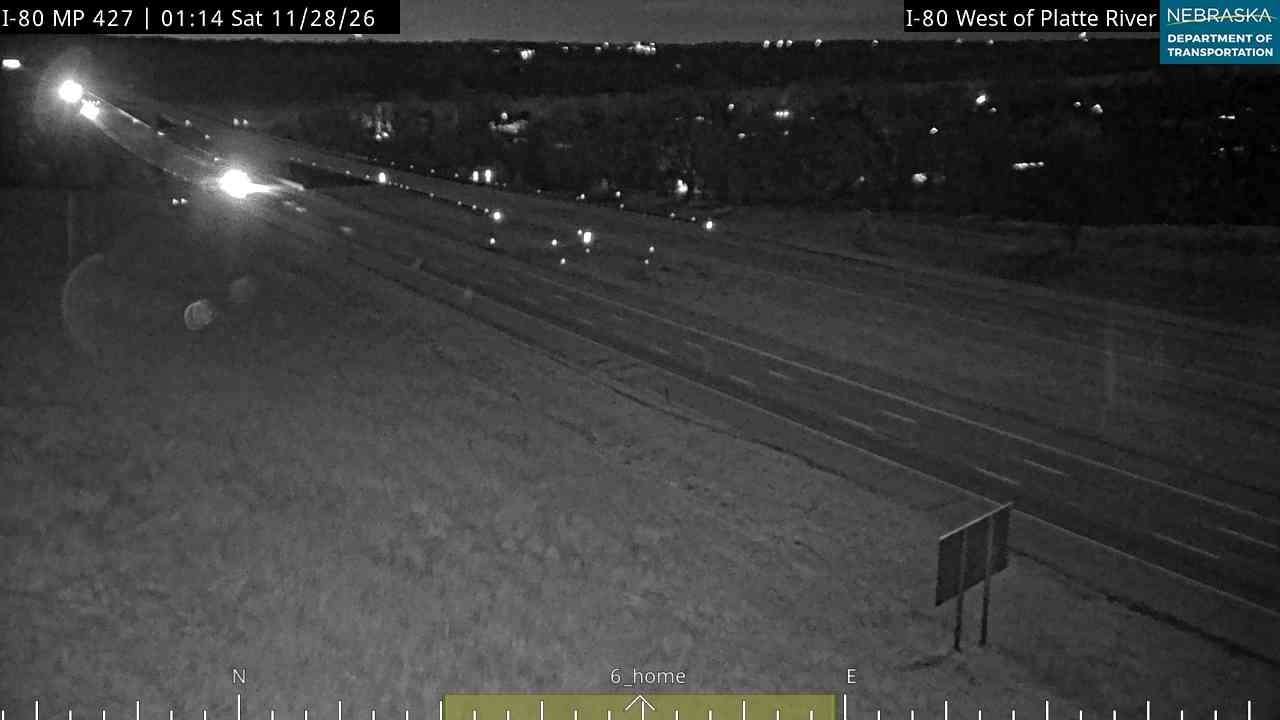 I-80 MP 427 | 01:14 Sat 11/28/26
I-80 West of Platte River
NEBRASKA
DEPARTMENT OF
TRANSPORTATION
N
6_home
E